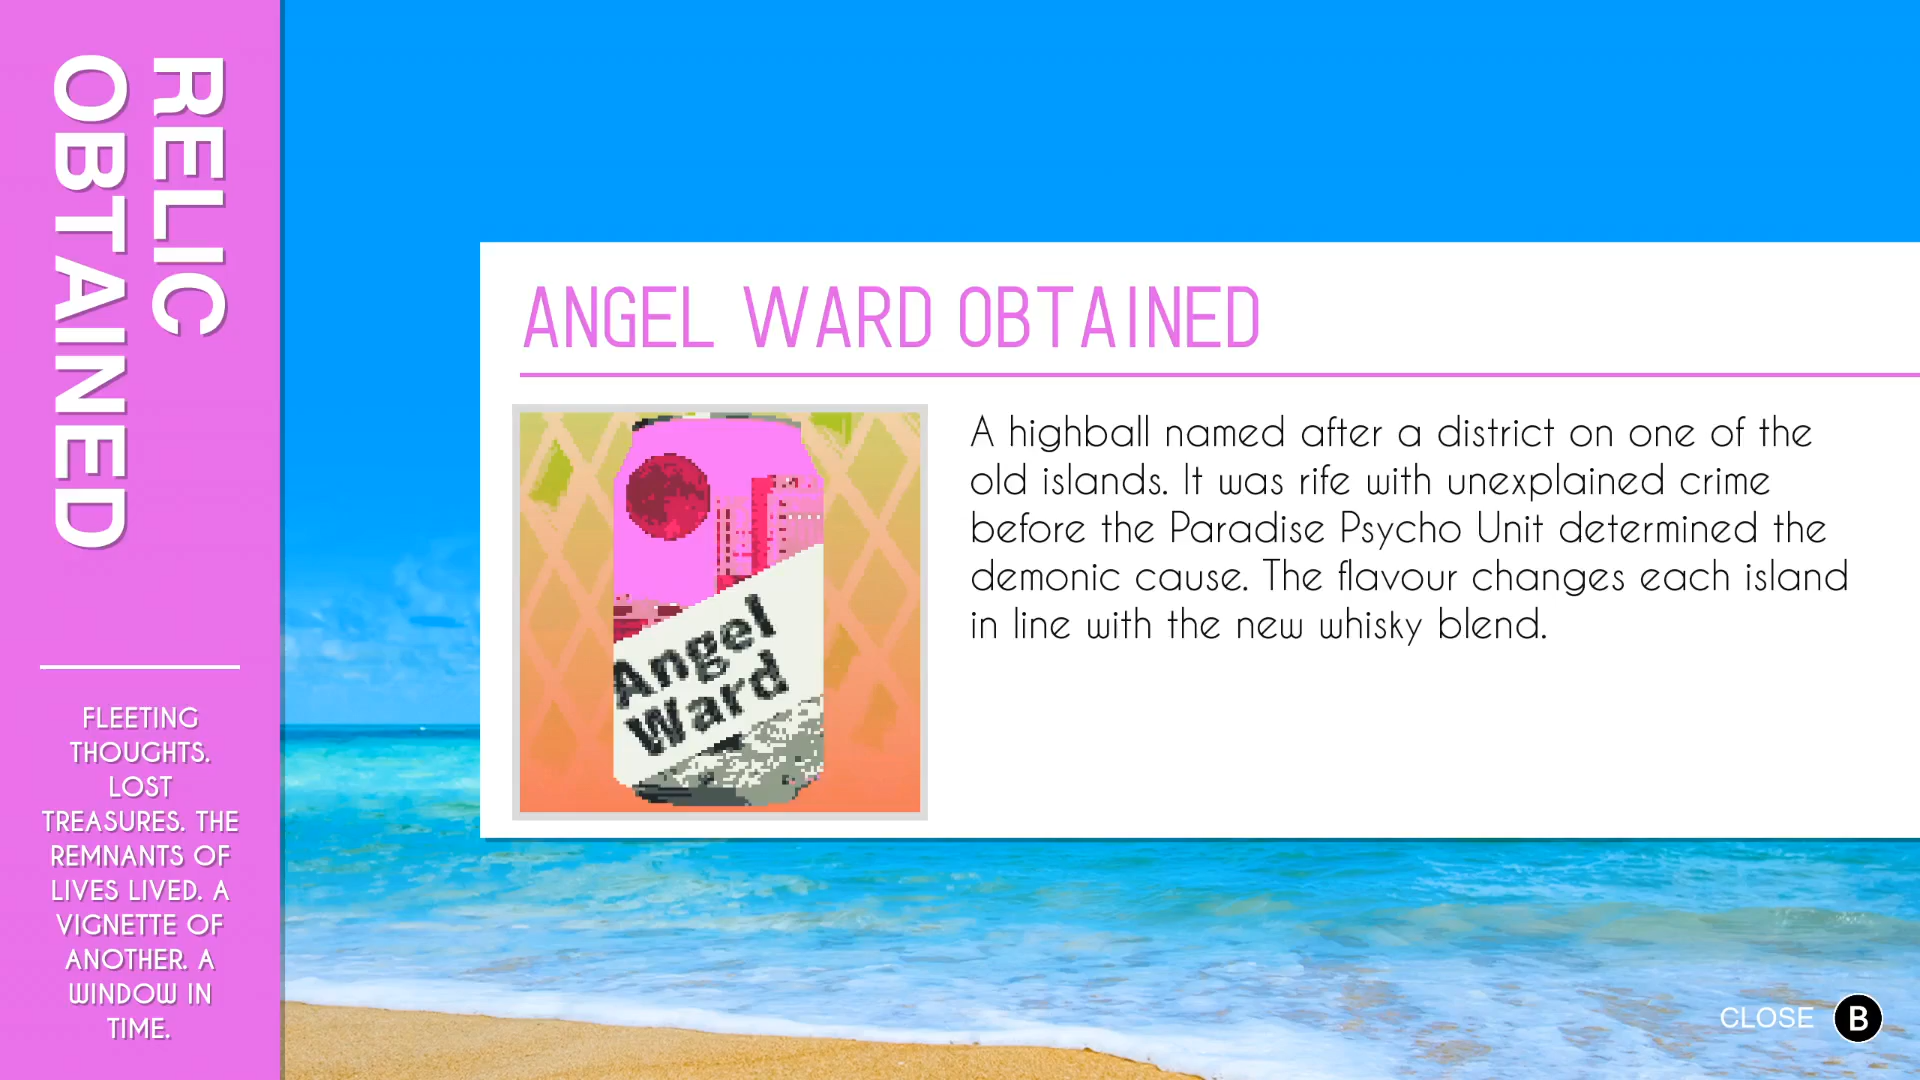 RELIC
OBTAINED
FLEETING
THOUGHTS.
LOST
TREASURES. THE
REMNANTS OF
LIVES LIVED. A
VIGNETTE OF
ANOTHER. A
WINDOW IN
TIME.
ANGEL WARD OBTAINED
Angel
Ward
A highball named after a district on one of the
old islands. It was rife with unexplained crime
before the Paradise Psycho Unit determined the
demonic cause. The flavour changes each island
in line with the new whisky blend.
CLOSE B